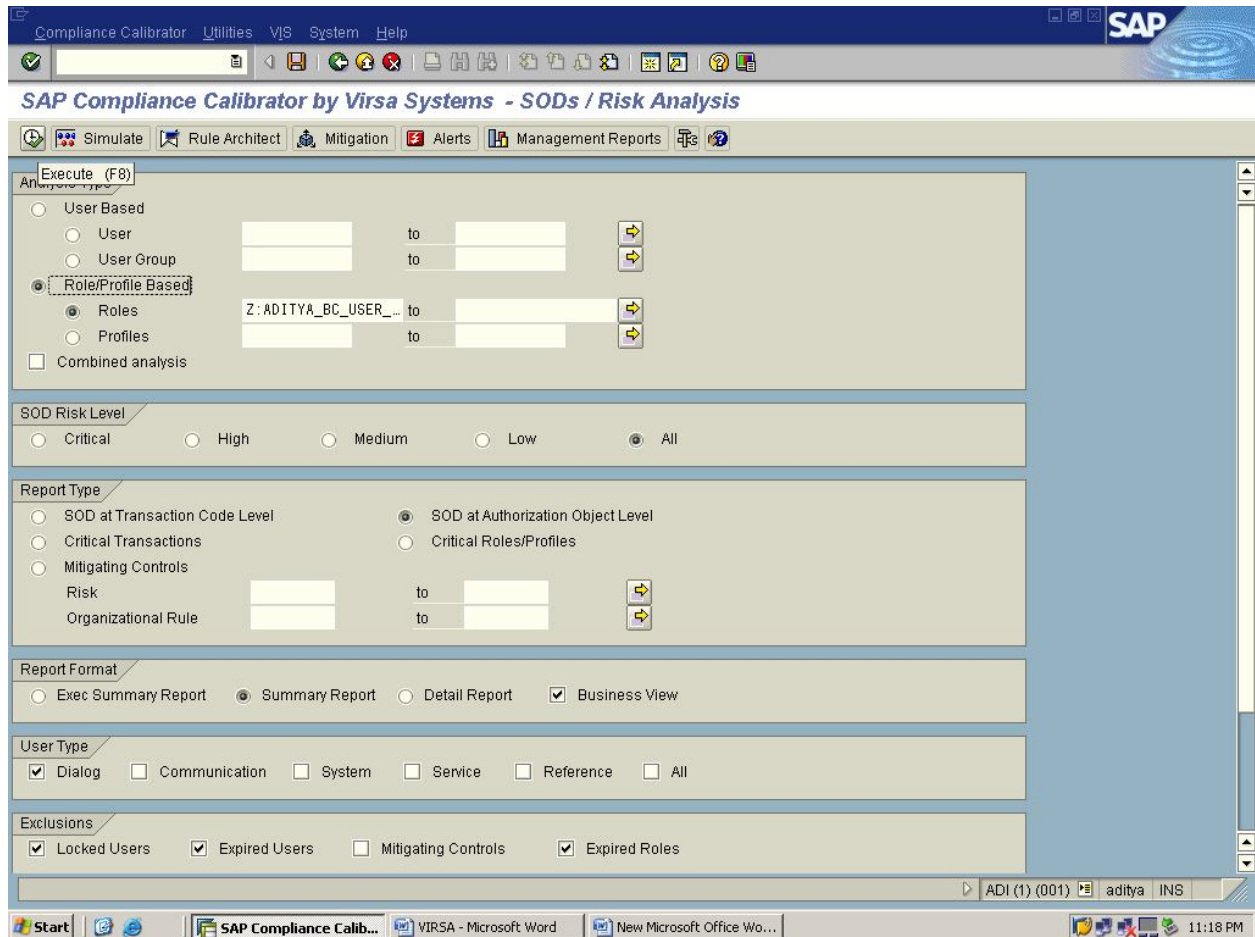 Compliance Calibrator Utilities VIS System Help
SAP
SAP Compliance Calibrator by Virsa Systems - SODs / Risk Analysis
Simulate Rule Architect Mitigation Alerts Management Reports
Execute (F8)
User Based
User to
User Group to
Role/Profile Based
Roles Z:ADITYA_BC_USER_... to
Profiles to
Combined analysis
SOD Risk Level
Critical High Medium Low All
Report Type
SOD at Transaction Code Level SOD at Authorization Object Level
Critical Transactions Critical Roles/Profiles
Mitigating Controls
Risk to
Organizational Rule to
Report Format
Exec Summary Report Summary Report Detail Report Business View
User Type
Dialog Communication System Service Reference All
Exclusions
Locked Users Expired Users Mitigating Controls Expired Roles
ADI (1) (001) aditya INS
Start SAP Compliance Calib... VIRSA - Microsoft Word New Microsoft Office Wo... 11:18 PM